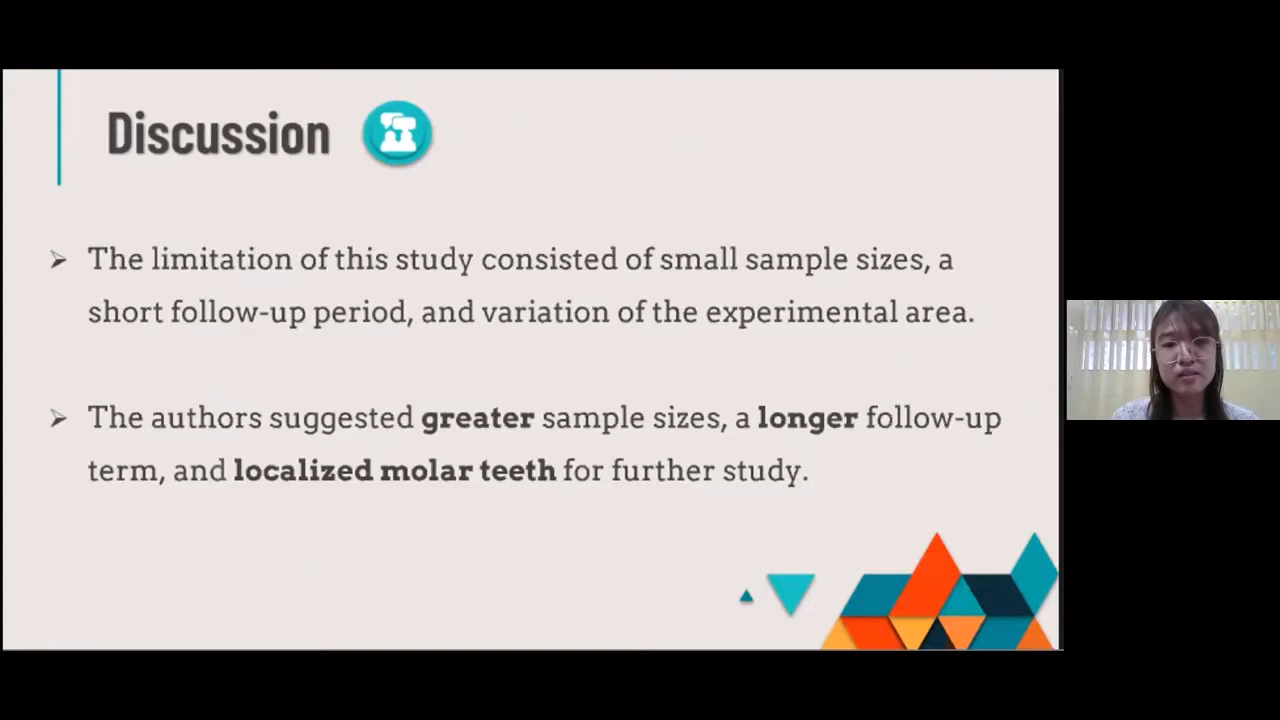 Discussion
The limitation of this study consisted of small sample sizes, a
short follow-up period, and variation of the experimental area.
The authors suggested greater sample sizes, a longer follow-up
term, and localized molar teeth for further study.